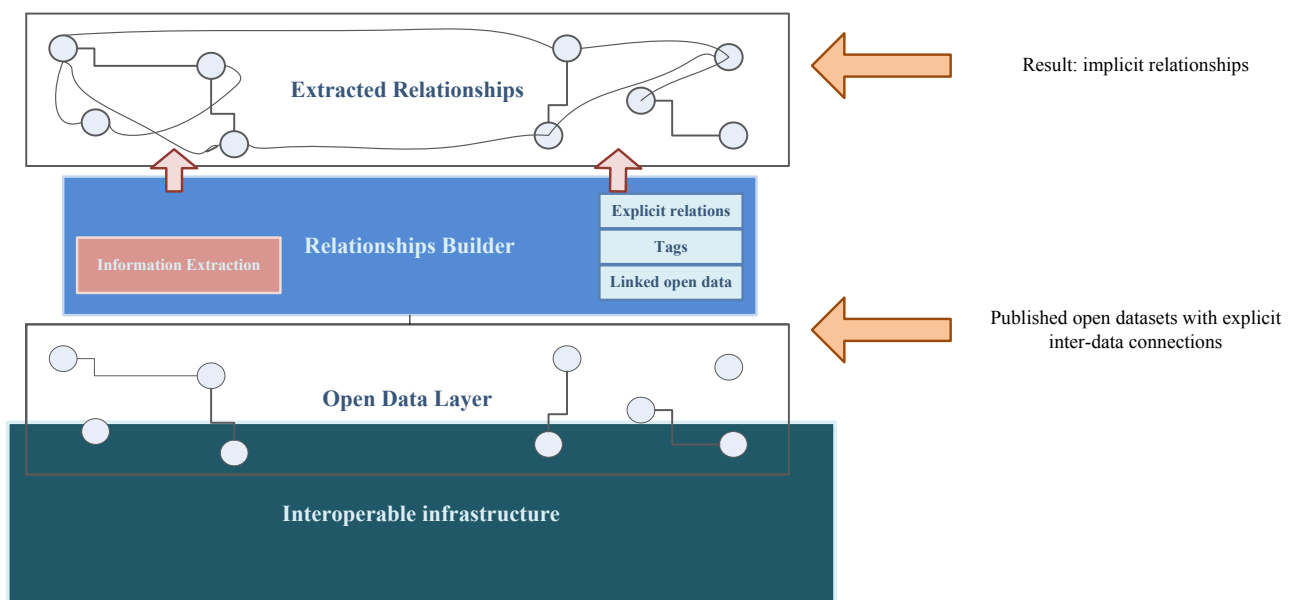 Extracted Relationships
Result: implicit relationships
Explicit relations
Relationships Builder
Tags
Information Extraction
Linked open data
Published open datasets with explicit
inter-data connections
Open Data Layer
Interoperable infrastructure